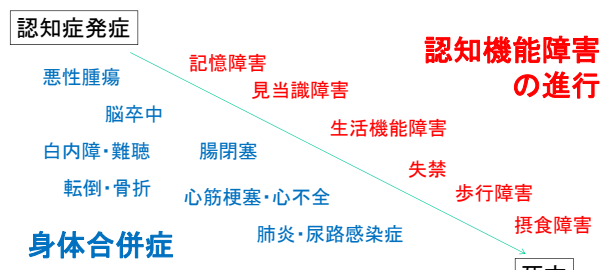 認知症発症
認知機能障害
の進行
記憶障害
見当識障害
生活機能障害
失禁
歩行障害
摂食障害
悪性腫瘍
脳卒中
白内障・難聴
腸閉塞
転倒・骨折
心筋梗塞・心不全
肺炎・尿路感染症
身体合併症